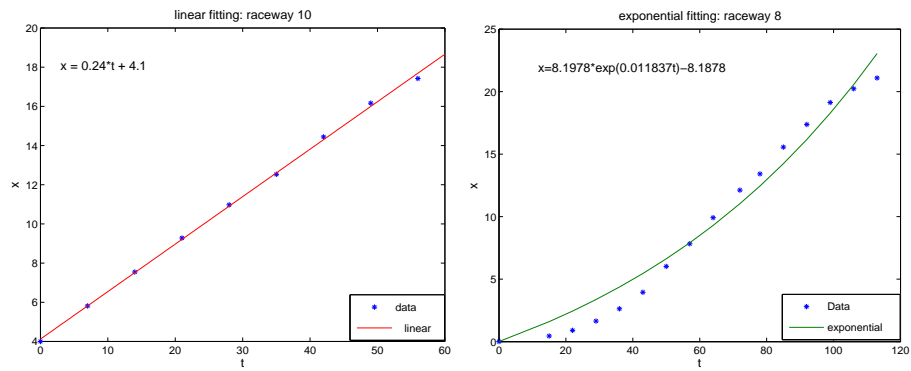 linear fitting: raceway 10
20
18
16
14
12
10
8
6
4
x
x = 0.24*t + 4.1
data
linear
0
10
20
30
40
50
60
t
exponential fitting: raceway 8
25
20
15
10
5
0
x
x=8.1978*exp(0.011837t)−8.1878
Data
exponential
0
20
40
60
80
100
120
t